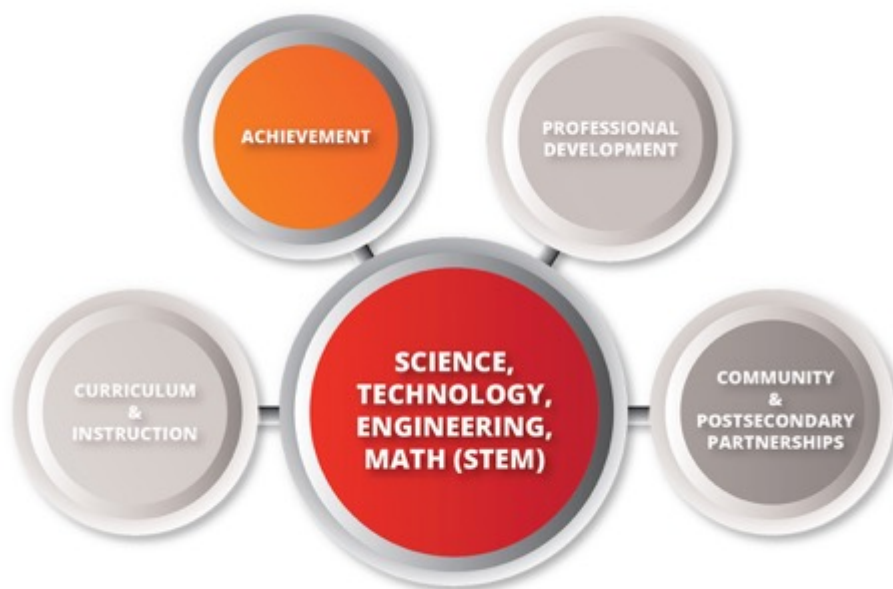 ACHIEVEMENT
PROFESSIONAL
DEVELOPMENT
CURRICULUM
&
INSTRUCTION
SCIENCE,
TECHNOLOGY,
ENGINEERING,
MATH (STEM)
COMMUNITY
&
POSTSECONDARY
PARTNERSHIPS